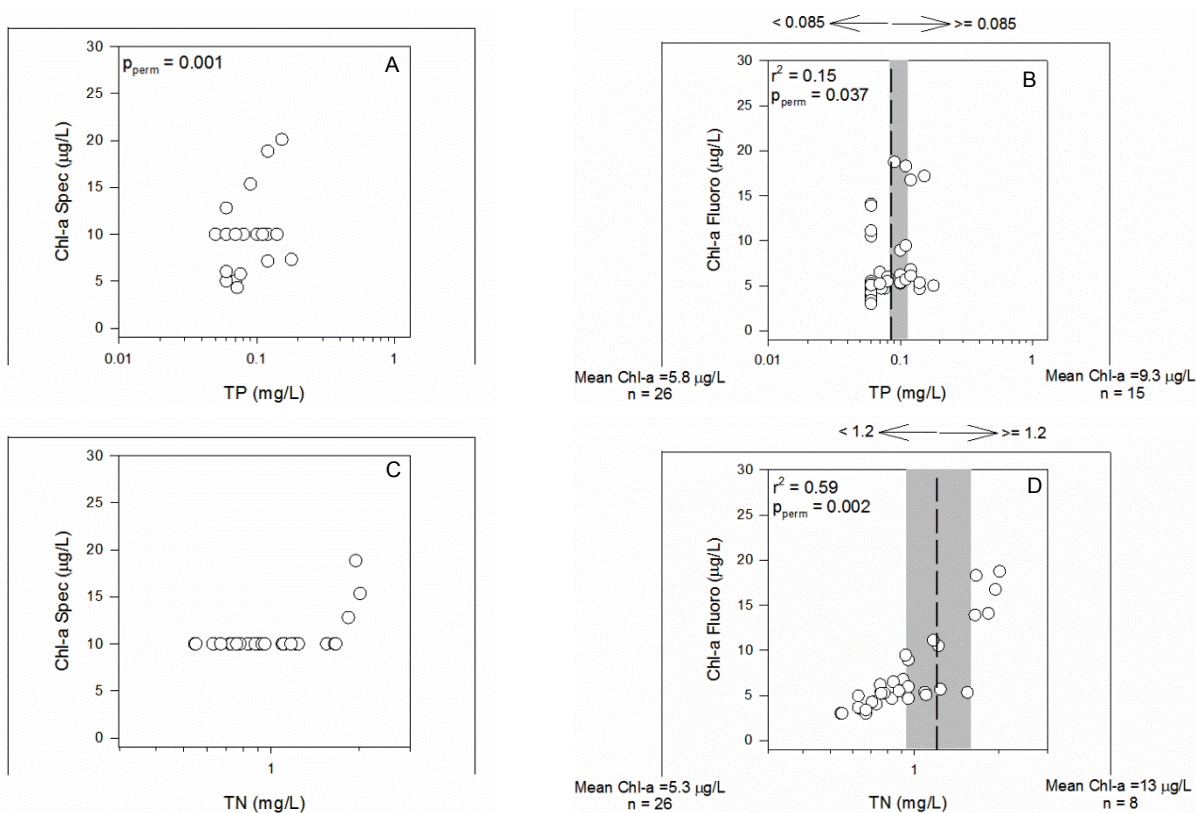 A
p_perm = 0.001
30
25
20
15
10
5
0
Chl-a Spec (µg/L)
0.01
0.1
1
TP (mg/L)
< 0.085
>= 0.085
B
r² = 0.15
p_perm = 0.037
30
25
20
15
10
5
0
Chl-a Fluoro (µg/L)
0.01
0.1
1
TP (mg/L)
Mean Chl-a =5.8 µg/L
n = 26
Mean Chl-a =9.3 µg/L
n = 15
C
30
25
20
15
10
5
0
Chl-a Spec (µg/L)
1
TN (mg/L)
< 1.2
>= 1.2
D
r² = 0.59
p_perm = 0.002
30
25
20
15
10
5
0
Chl-a Fluoro (µg/L)
1
TN (mg/L)
Mean Chl-a =5.3 µg/L
n = 26
Mean Chl-a =13 µg/L
n = 8